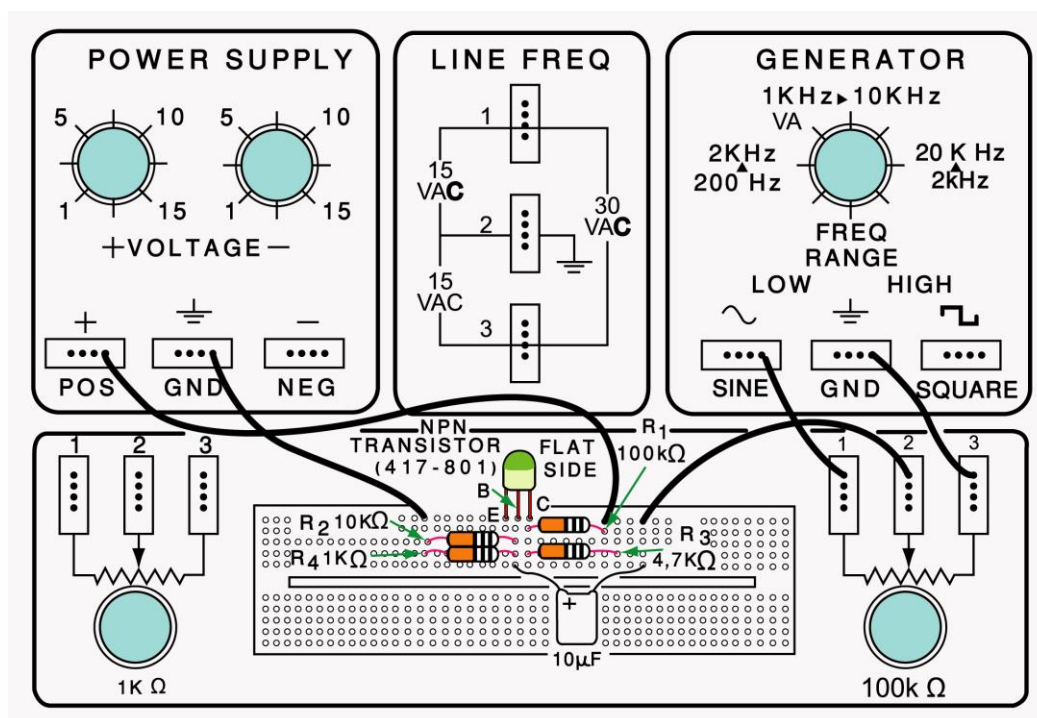 POWER SUPPLY
5 10 10
1 15 1 15
+VOLTAGE−
+ −
POS GND NEG
LINE FREQ
1
15
VAC
2
30
VAC
15
VAC
3
GENERATOR
1KHz▸10KHz
VA
2KHz
200 Hz
20 K Hz
2kHz
FREQ
RANGE
LOW HIGH
SINE GND SQUARE
1 2 3
1K Ω
NPN
TRANSISTOR
(417-801)
FLAT
SIDE
R1
100kΩ
B
E C
R2 10KΩ
R4 1KΩ
R3
4,7KΩ
+
10µF
1 2 3
100k Ω